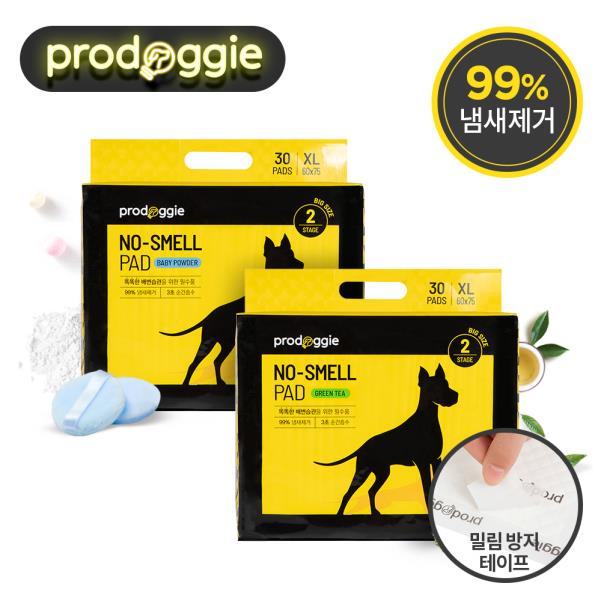 prodoggie
99%
냄새제거
30
PADS
XL
60x75
prodoggie
BIG SIZE
2
STAGE
NO-SMELL
PAD BABY POWDER
똑똑한 배변습관을 위한 필수품
99% 냄새제거 3초 순간흡수
30
PADS
XL
60x75
prodoggie
BIG SIZE
2
STAGE
NO-SMELL
PAD GREEN TEA
똑똑한 배변습관을 위한 필수품
99% 냄새제거 3초 순간흡수
prodogg
oggie
prodoggie
밀림 방지
테이프